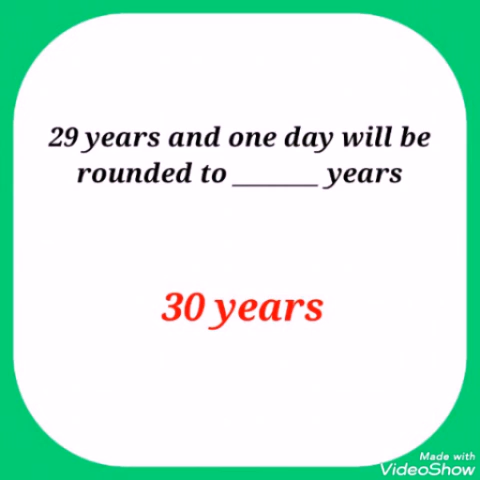 29 years and one day will be
rounded to _______ years
30 years
Made with
VideoShow